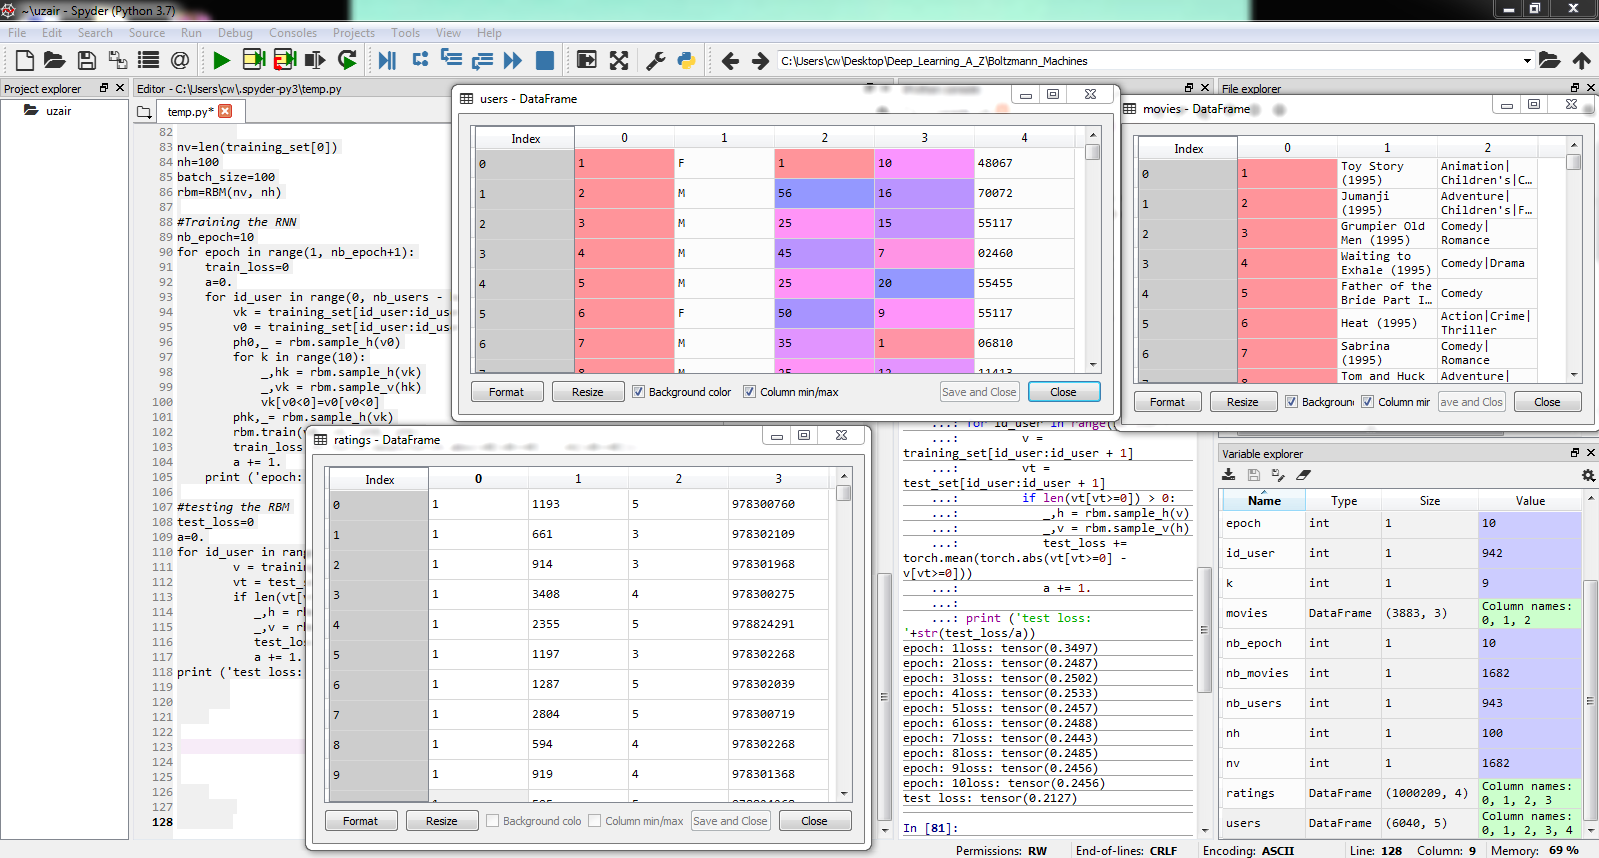 ~\uzair - Spyder (Python 3.7)
File Edit Search Source Run Debug Consoles Projects Tools View Help
C:\Users\cw\Desktop\Deep_Learning_A_Z\Boltzmann_Machines
Project explorer
uzair
Editor - C:\Users\cw\.spyder-py3\temp.py
temp.py*
82
83 nv=len(training_set[0])
84 nh=100
85 batch_size=100
86 rbm=RBM(nv, nh)
87
88 #Training the RNN
89 nb_epoch=10
90 for epoch in range(1, nb_epoch+1):
91 train_loss=0
92 a=0.
93 for id_user in range(0, nb_users -
94 vk = training_set[id_user:id_use
95 v0 = training_set[id_user:id_use
96 ph0,_ = rbm.sample_h(v0)
97 for k in range(10):
98 _,hk = rbm.sample_h(vk)
99 _,vk = rbm.sample_v(hk)
100 vk[v0<0]=v0[v0<0]
101 phk,_ = rbm.sample_h(vk)
102 rbm.train(v
103 train_loss
104 a += 1.
105 print ('epoch:
106
107 #testing the RBM
108 test_loss=0
109 a=0.
110 for id_user in rang
111 v = training
112 vt = test_s
113 if len(vt[v
114 _,h = rb
115 _,v = rb
116 test_los
117 a += 1.
118 print ('test loss:
119
120
121
122
123
125
126
127
128
users - DataFrame
Index 0 1 2 3 4
0 1 F 1 10 48067
1 2 M 56 16 70072
2 3 M 25 15 55117
3 4 M 45 7 02460
4 5 M 25 20 55455
5 6 F 50 9 55117
6 7 M 35 1 06810
8 M 25 12 11413
Format Resize Background color Column min/max Save and Close Close
File explorer
movies - DataFrame
Index 0 1 2
0 1 Toy Story (1995) Animation|Children's|C...
1 2 Jumanji (1995) Adventure|Children's|F...
2 3 Grumpier Old Men (1995) Comedy|Romance
3 4 Waiting to Exhale (1995) Comedy|Drama
4 5 Father of the Bride Part I... Comedy
5 6 Heat (1995) Action|Crime|Thriller
6 7 Sabrina (1995) Comedy|Romance
8 Tom and Huck Adventure|
Format Resize Backgroun Column mir ave and Clos Close
ratings - DataFrame
Index 0 1 2 3
0 1 1193 5 978300760
1 1 661 3 978302109
2 1 914 3 978301968
3 1 3408 4 978300275
4 1 2355 5 978824291
5 1 1197 3 978302268
6 1 1287 5 978302039
7 1 2804 5 978300719
8 1 594 4 978302268
9 1 919 4 978301368
Format Resize Background colo Column min/max Save and Close Close
...: for id_user in range(
...: v =
training_set[id_user:id_user + 1]
...: vt =
test_set[id_user:id_user + 1]
...: if len(vt[vt>=0]) > 0:
...: _,h = rbm.sample_h(v)
...: _,v = rbm.sample_v(h)
...: test_loss +=
torch.mean(torch.abs(vt[vt>=0] -
v[vt>=0]))
...: a += 1.
...:
...: print ('test loss:
'+str(test_loss/a))
epoch: 1loss: tensor(0.3497)
epoch: 2loss: tensor(0.2487)
epoch: 3loss: tensor(0.2502)
epoch: 4loss: tensor(0.2533)
epoch: 5loss: tensor(0.2457)
epoch: 6loss: tensor(0.2488)
epoch: 7loss: tensor(0.2443)
epoch: 8loss: tensor(0.2485)
epoch: 9loss: tensor(0.2456)
epoch: 10loss: tensor(0.2456)
test loss: tensor(0.2127)
In [81]:
Variable explorer
Name Type Size Value
epoch int 1 10
id_user int 1 942
k int 1 9
movies DataFrame (3883, 3) Column names: 0, 1, 2
nb_epoch int 1 10
nb_movies int 1 1682
nb_users int 1 943
nh int 1 100
nv int 1 1682
ratings DataFrame (1000209, 4) Column names: 0, 1, 2, 3
users DataFrame (6040, 5) Column names: 0, 1, 2, 3, 4
Permissions: RW End-of-lines: CRLF Encoding: ASCII Line: 128 Column: 9 Memory: 69 %